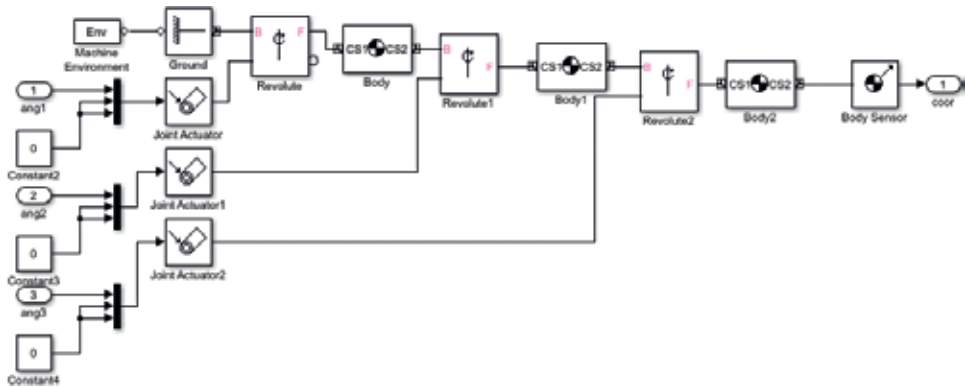 Env
Machine
Environment
Ground
B
F
Revolute
CS1
CS2
Body
B
F
Revolute1
CS1
CS2
Body1
B
F
Revolute2
CS1
CS2
Body2
Body Sensor
1
coor
1
ang1
0
Constant2
Joint Actuator
2
ang2
0
Constant3
Joint Actuator1
3
ang3
0
Constant4
Joint Actuator2